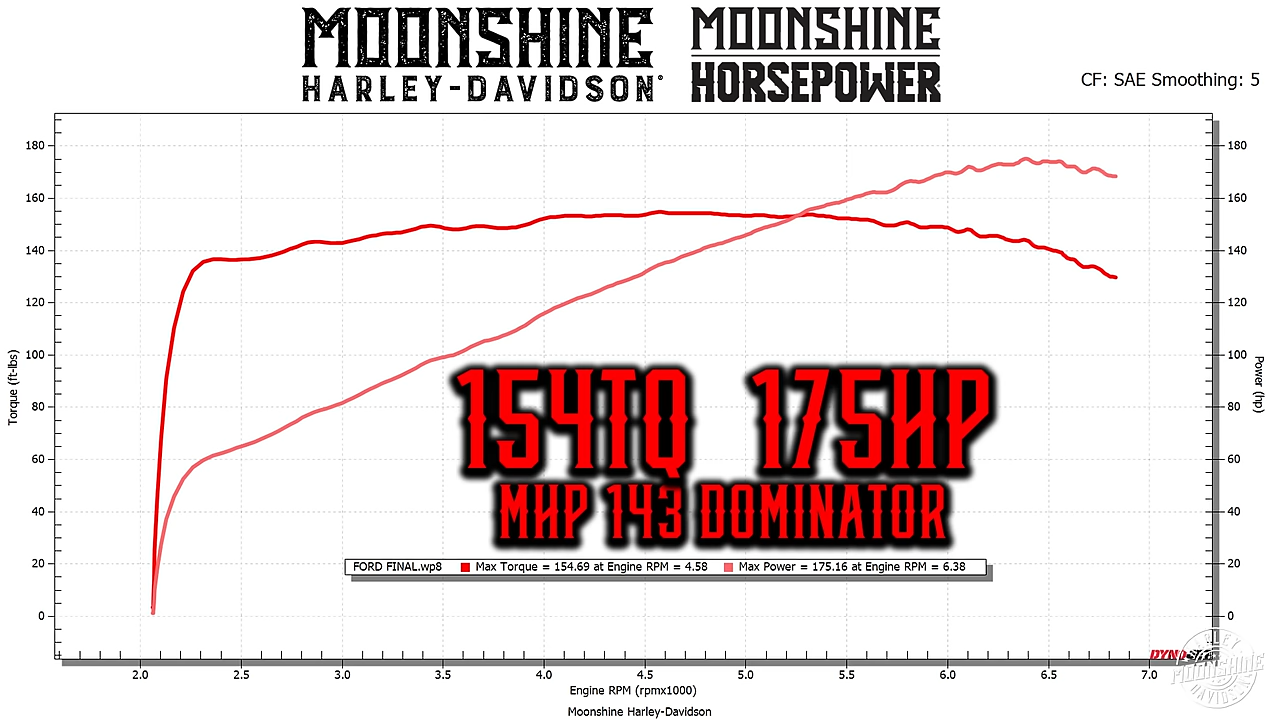 MOONSHINE
HARLEY-DAVIDSON
MOONSHINE
HORSEPOWER
CF: SAE Smoothing: 5
180
160
140
120
100
80
60
40
20
0
Torque (ft-lbs)
180
160
140
120
100
80
60
40
20
0
Power (hp)
154TQ 175HP
MHP 143 DOMINATOR
FORD FINAL.wp8 Max Torque = 154.69 at Engine RPM = 4.58 Max Power = 175.16 at Engine RPM = 6.38
2.0 2.5 3.0 3.5 4.0 4.5 5.0 5.5 6.0 6.5 7.0
Engine RPM (rpmx1000)
Moonshine Harley-Davidson
MOONSHINE